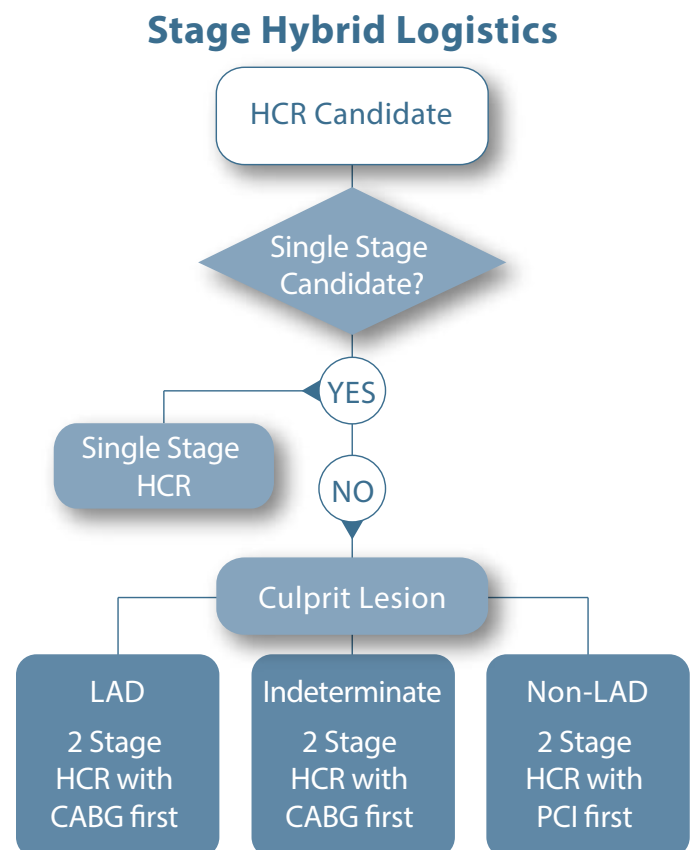 Stage Hybrid Logistics
HCR Candidate
Single Stage
Candidate?
YES
Single Stage
HCR
NO
Culprit Lesion
LAD
2 Stage
HCR with
CABG first
Indeterminate
2 Stage
HCR with
CABG first
Non-LAD
2 Stage
HCR with
PCI first